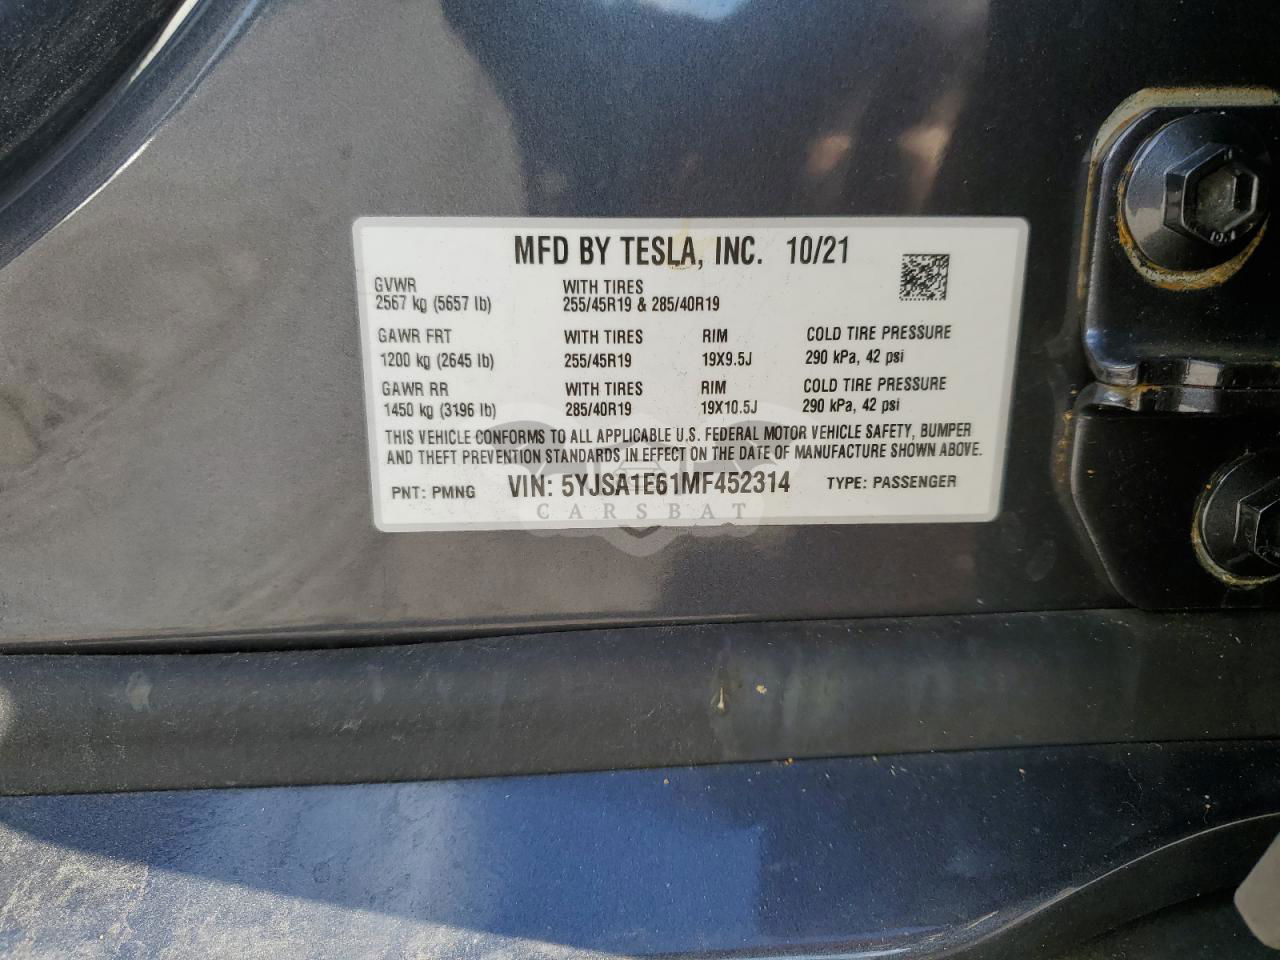 MFD BY TESLA, INC. 10/21
GVWR WITH TIRES
2567 kg (5657 lb) 255/45R19 & 285/40R19
GAWR FRT WITH TIRES RIM COLD TIRE PRESSURE
1200 kg (2645 lb) 255/45R19 19X9.5J 290 kPa, 42 psi
GAWR RR WITH TIRES RIM COLD TIRE PRESSURE
1450 kg (3196 lb) 285/40R19 19X10.5J 290 kPa, 42 psi
THIS VEHICLE CONFORMS TO ALL APPLICABLE U.S. FEDERAL MOTOR VEHICLE SAFETY, BUMPER
AND THEFT PREVENTION STANDARDS IN EFFECT ON THE DATE OF MANUFACTURE SHOWN ABOVE.
PNT: PMNG VIN: 5YJSA1E61MF452314 TYPE: PASSENGER
CARSBAT